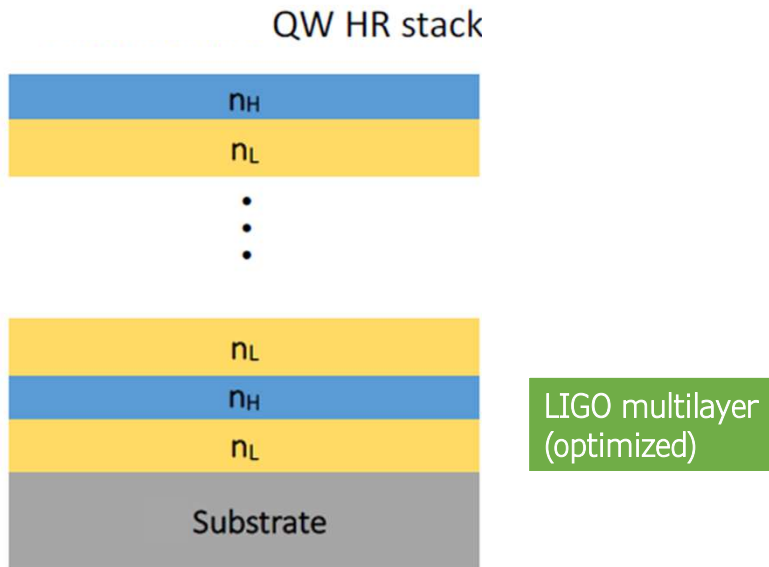 QW HR stack
nH
nL
nL
nH
nL
Substrate
LIGO multilayer
(optimized)